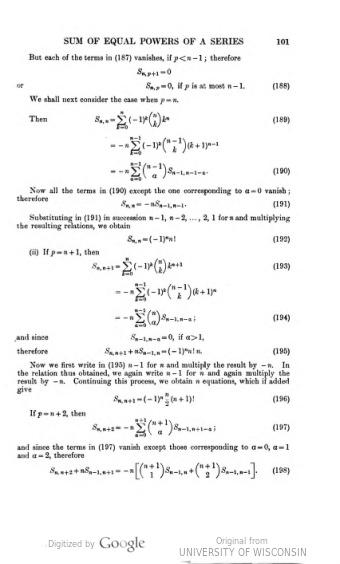 SUM OF EQUAL POWERS OF A SERIES 101
But each of the terms in (187) vanishes, if p<n−1; therefore
S_{n,p+1}=0
or S_{n,p}=0, if p is at most n−1. (188)
We shall next consider the case when p=n.
Then S_{n,n}=\sum_{k=0}^{n}(−1)^k\binom{n}{k}k^n (189)
=−n\sum_{k=0}^{n−1}(−1)^k\binom{n−1}{k}(k+1)^{n−1}
=−n\sum_{a=0}^{n−1}\binom{n−1}{a}S_{n−1,n−1−a}. (190)
Now all the terms in (190) except the one corresponding to a=0 vanish;
therefore S_{n,n}=−nS_{n−1,n−1}. (191)
Substituting in (191) in succession n−1, n−2, ..., 2, 1 for n and multiplying
the resulting relations, we obtain
S_{n,n}=(−1)^n n! (192)
(ii) If p=n+1, then
S_{n,n+1}=\sum_{k=0}^{n}(−1)^k\binom{n}{k}k^{n+1} (193)
=−n\sum_{k=0}^{n−1}(−1)^k\binom{n−1}{k}(k+1)^n
=−n\sum_{a=0}^{n}\binom{n}{a}S_{n−1,n−a}; (194)
and since S_{n−1,n−a}=0, if a>1,
therefore S_{n,n+1}+nS_{n−1,n}=(−1)^n n! n. (195)
Now we first write in (195) n−1 for n and multiply the result by −n. In
the relation thus obtained, we again write n−1 for n and again multiply the
result by −n. Continuing this process, we obtain n equations, which if added
give
S_{n,n+1}=(−1)^n\frac{n}{2}(n+1)! (196)
If p=n+2, then
S_{n,n+2}=−n\sum_{a=0}^{n+1}\binom{n+1}{a}S_{n−1,n+1−a}; (197)
and since the terms in (197) vanish except those corresponding to a=0, a=1
and a=2, therefore
S_{n,n+2}+nS_{n−1,n+1}=−n[\binom{n+1}{1}S_{n−1,n}+\binom{n+1}{2}S_{n−1,n−1}]. (198)
Digitized by Google
Original from
UNIVERSITY OF WISCONSIN